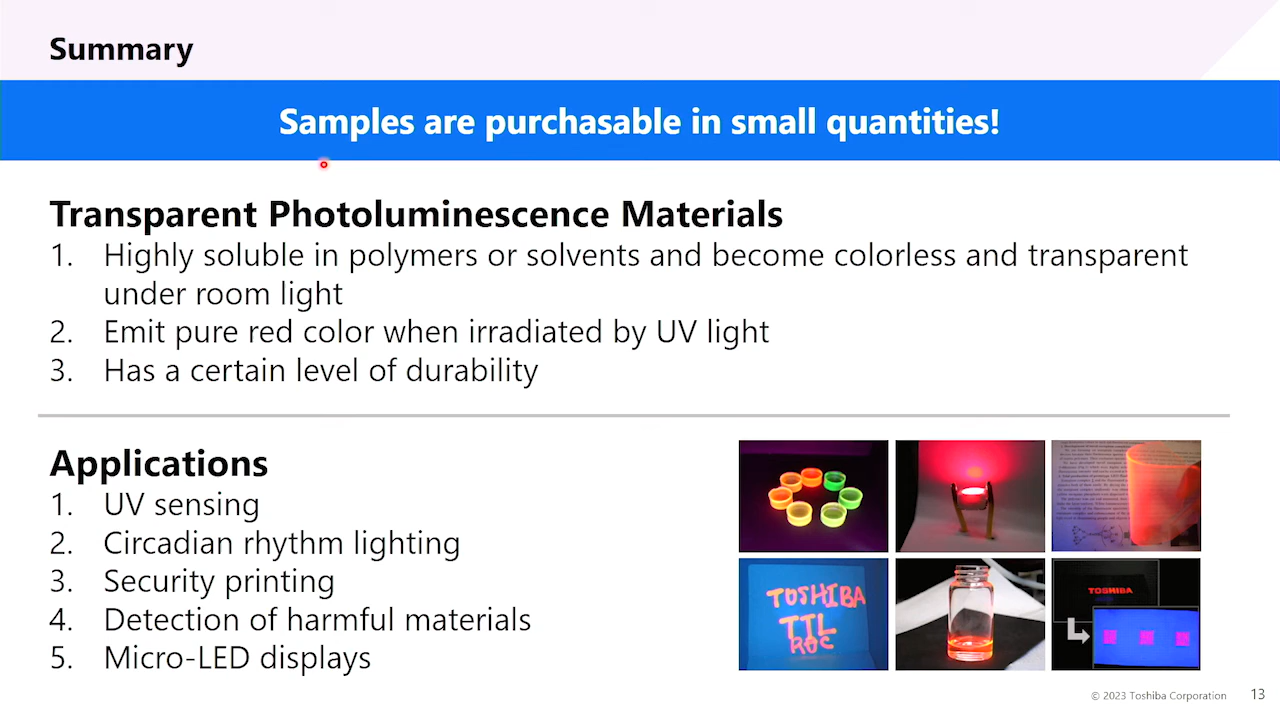 Summary
Samples are purchasable in small quantities!
Transparent Photoluminescence Materials
1. Highly soluble in polymers or solvents and become colorless and transparent
under room light
2. Emit pure red color when irradiated by UV light
3. Has a certain level of durability
Applications
1. UV sensing
2. Circadian rhythm lighting
3. Security printing
4. Detection of harmful materials
5. Micro-LED displays
TOSHIBA
TIL
ROC
TOSHIBA
© 2023 Toshiba Corporation
13